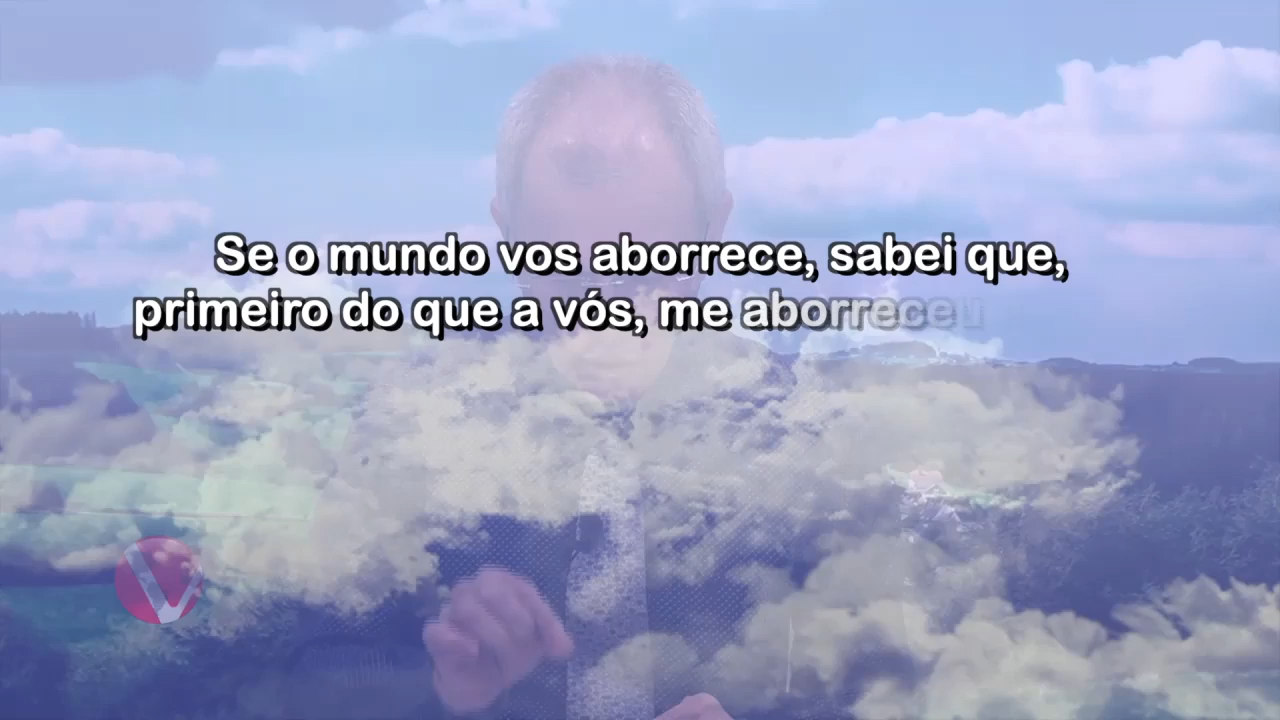 Se o mundo vos aborrece, sabei que,
primeiro do que a vós, me aborreceu
V